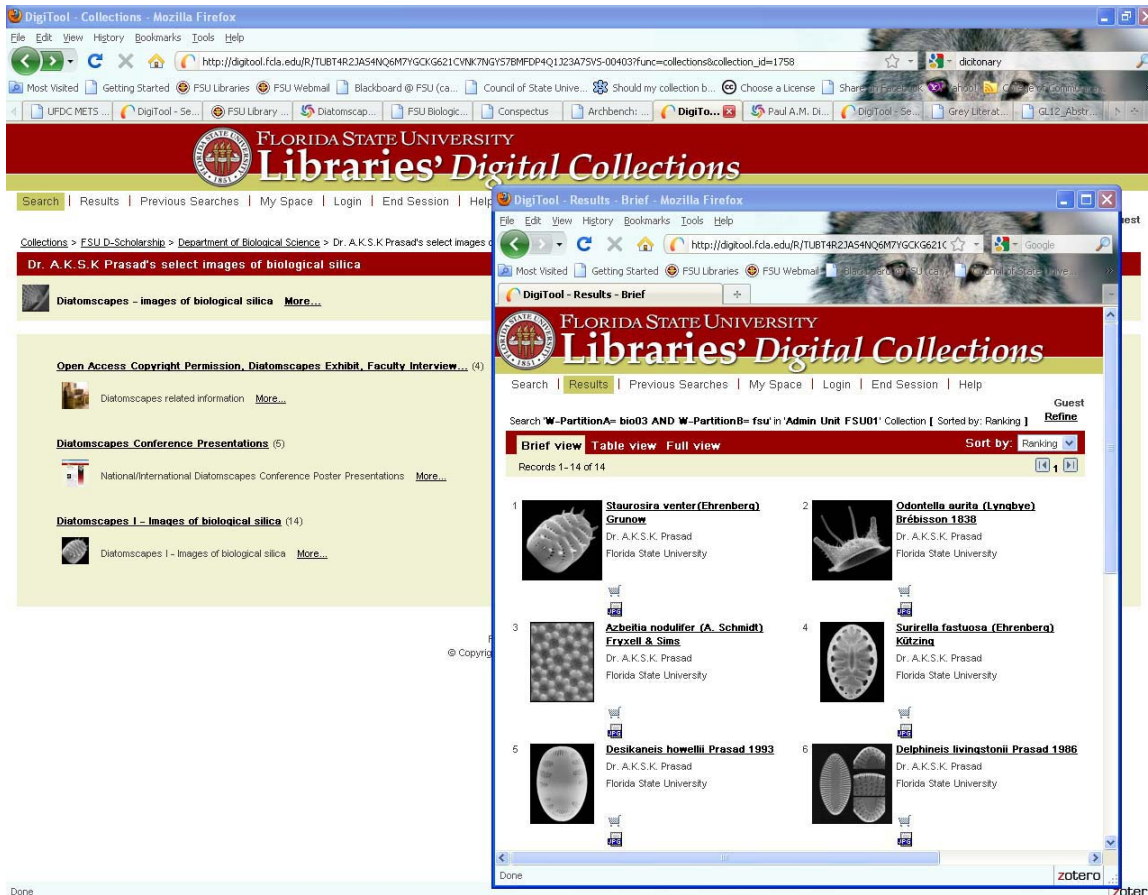 DigiTool - Collections - Mozilla Firefox
File Edit View History Bookmarks Tools Help
http://digitool.fcla.edu/R/TUBT4R2JAS4NQ6M7YGCKG621CVNK7NGYS7BMFDP4Q1J23A7SVS-00403?func=collections&collection_id=1758
dicitonary
Most Visited Getting Started FSU Libraries FSU Webmail Blackboard @ FSU (ca... Council of State Unive... Should my collection b... Choose a License
UFDC METS ... DigiTool - Se... FSU Library ... Diatomscap... FSU Biologic... Conspectus Archbench: ... DigiTo... Paul A.M. Di... DigiTool - Se... Grey Literat... GL12_Abstr...
FLORIDA STATE UNIVERSITY
Libraries' Digital Collections
Search | Results | Previous Searches | My Space | Login | End Session | Help
Collections > FSU D-Scholarship > Department of Biological Science > Dr. A.K.S.K Prasad's select images
Dr. A.K.S.K Prasad's select images of biological silica
Diatomscapes - images of biological silica More...
Open Access Copyright Permission, Diatomscapes Exhibit, Faculty Interview... (4)
Diatomscapes related information More...
Diatomscapes Conference Presentations (5)
National/International Diatomscapes Conference Poster Presentations More...
Diatomscapes I - Images of biological silica (14)
Diatomscapes I - Images of biological silica More...
Done
DigiTool - Results - Brief - Mozilla Firefox
File Edit View History Bookmarks Tools Help
http://digitool.fcla.edu/R/TUBT4R2JAS4NQ6M7YGCKG621C
Google
Most Visited Getting Started FSU Libraries FSU Webmail
DigiTool - Results - Brief
FLORIDA STATE UNIVERSITY
Libraries' Digital Collections
Search | Results | Previous Searches | My Space | Login | End Session | Help
Guest
Search 'W-PartitionA= bio03 AND W-PartitionB= fsu' in 'Admin Unit FSU01' Collection [ Sorted by: Ranking ] Refine
Brief view Table view Full view Sort by: Ranking
Records 1-14 of 14 1
1 Staurosira venter(Ehrenberg)
Grunow
Dr. A.K.S.K. Prasad
Florida State University
JPG
2 Odontella aurita (Lyngbye)
Brébisson 1838
Dr. A.K.S.K. Prasad
Florida State University
JPG
3 Azbeitia nodulifer (A. Schmidt)
Fryxell & Sims
Dr. A.K.S.K. Prasad
Florida State University
JPG
4 Surirella fastuosa (Ehrenberg)
Kützing
Dr. A.K.S.K. Prasad
Florida State University
JPG
5 Desikaneis howellii Prasad 1993
Dr. A.K.S.K. Prasad
Florida State University
JPG
6 Delphineis livingstonii Prasad 1986
Dr. A.K.S.K. Prasad
Florida State University
JPG
Done zotero